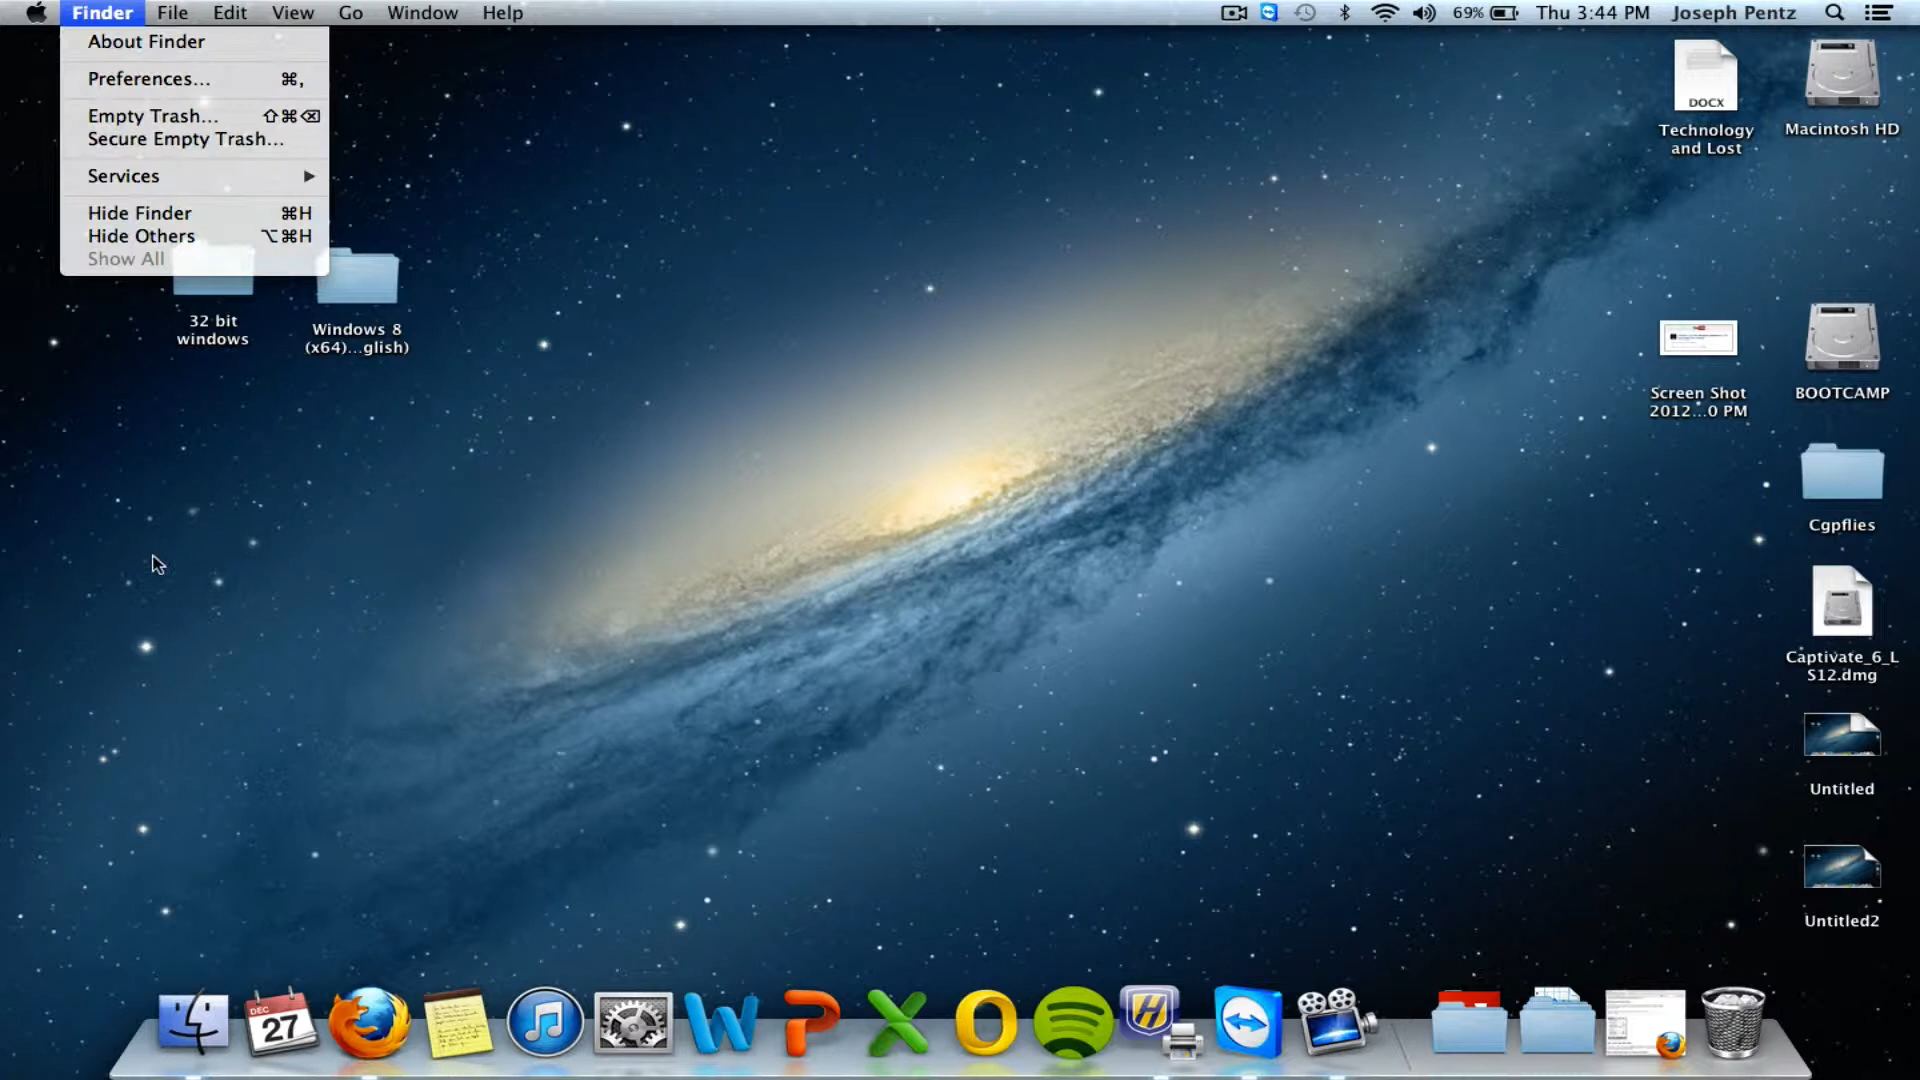 Finder File Edit View Go Window Help 69% Thu 3:44 PM Joseph Pentz
About Finder
Preferences... ⌘,
Empty Trash... ⇧⌘⌫
Secure Empty Trash...
Services ▶
Hide Finder ⌘H
Hide Others ⌥⌘H
Show All
32 bit
windows
Windows 8
(x64)...glish)
DOCX
Technology
and Lost
Macintosh HD
Screen Shot
2012...0 PM
BOOTCAMP
Cgpflies
Captivate_6_L
S12.dmg
Untitled
Untitled2
DEC
27